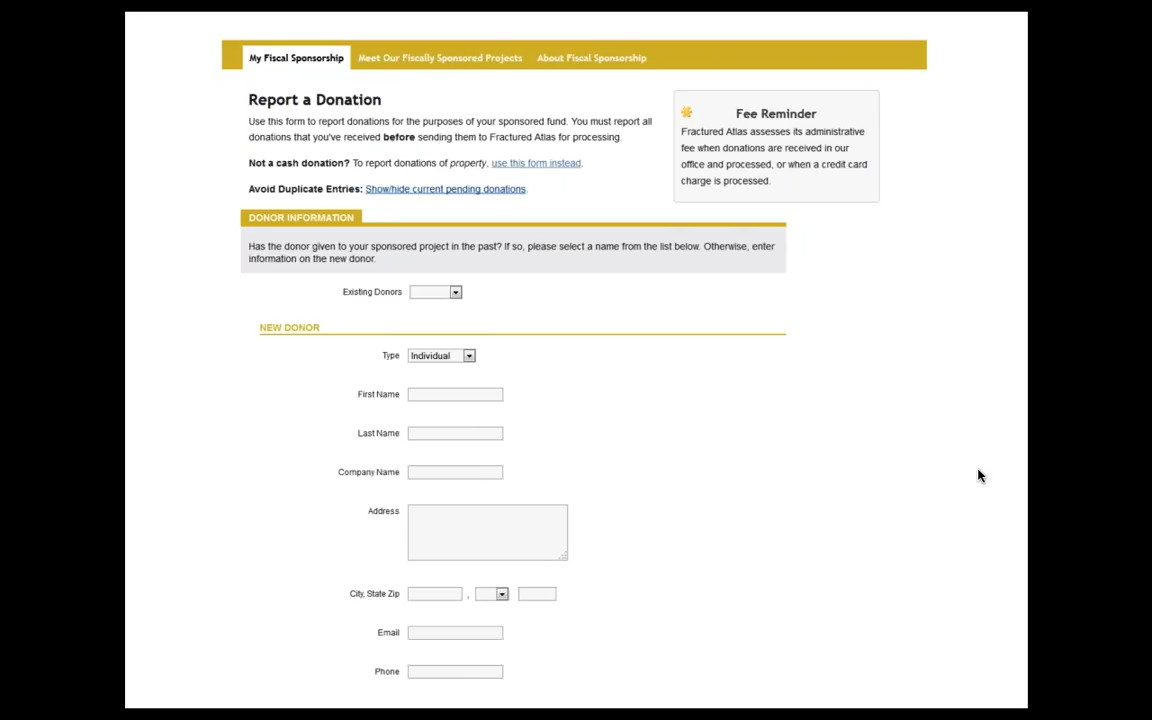 My Fiscal Sponsorship Meet Our Fiscally Sponsored Projects About Fiscal Sponsorship
Report a Donation
Use this form to report donations for the purposes of your sponsored fund. You must report all
donations that you've received before sending them to Fractured Atlas for processing.
Not a cash donation? To report donations of property, use this form instead.
Avoid Duplicate Entries: Show/hide current pending donations.
Fee Reminder
Fractured Atlas assesses its administrative
fee when donations are received in our
office and processed, or when a credit card
charge is processed.
DONOR INFORMATION
Has the donor given to your sponsored project in the past? If so, please select a name from the list below. Otherwise, enter
information on the new donor.
Existing Donors
NEW DONOR
Type Individual
First Name
Last Name
Company Name
Address
City, State Zip ,
Email
Phone